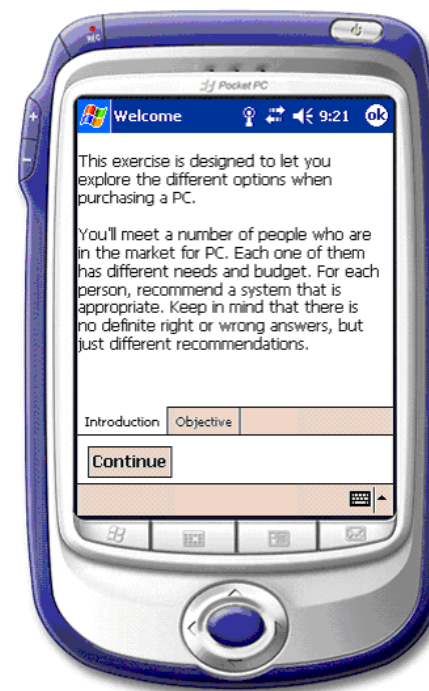 REC
Pocket PC
Welcome 9:21 ok
This exercise is designed to let you
explore the different options when
purchasing a PC.
You'll meet a number of people who are
in the market for PC. Each one of them
has different needs and budget. For each
person, recommend a system that is
appropriate. Keep in mind that there is
no definite right or wrong answers, but
just different recommendations.
Introduction Objective
Continue